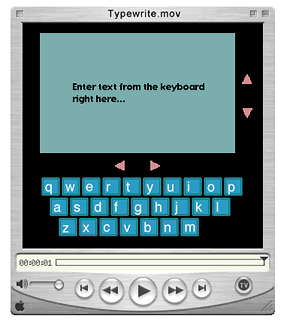 Typewrite.mov
Enter text from the keyboard
right here...
q w e r t y u i o p
a s d f g h j k l
z x c v b n m
00:00:01
TV